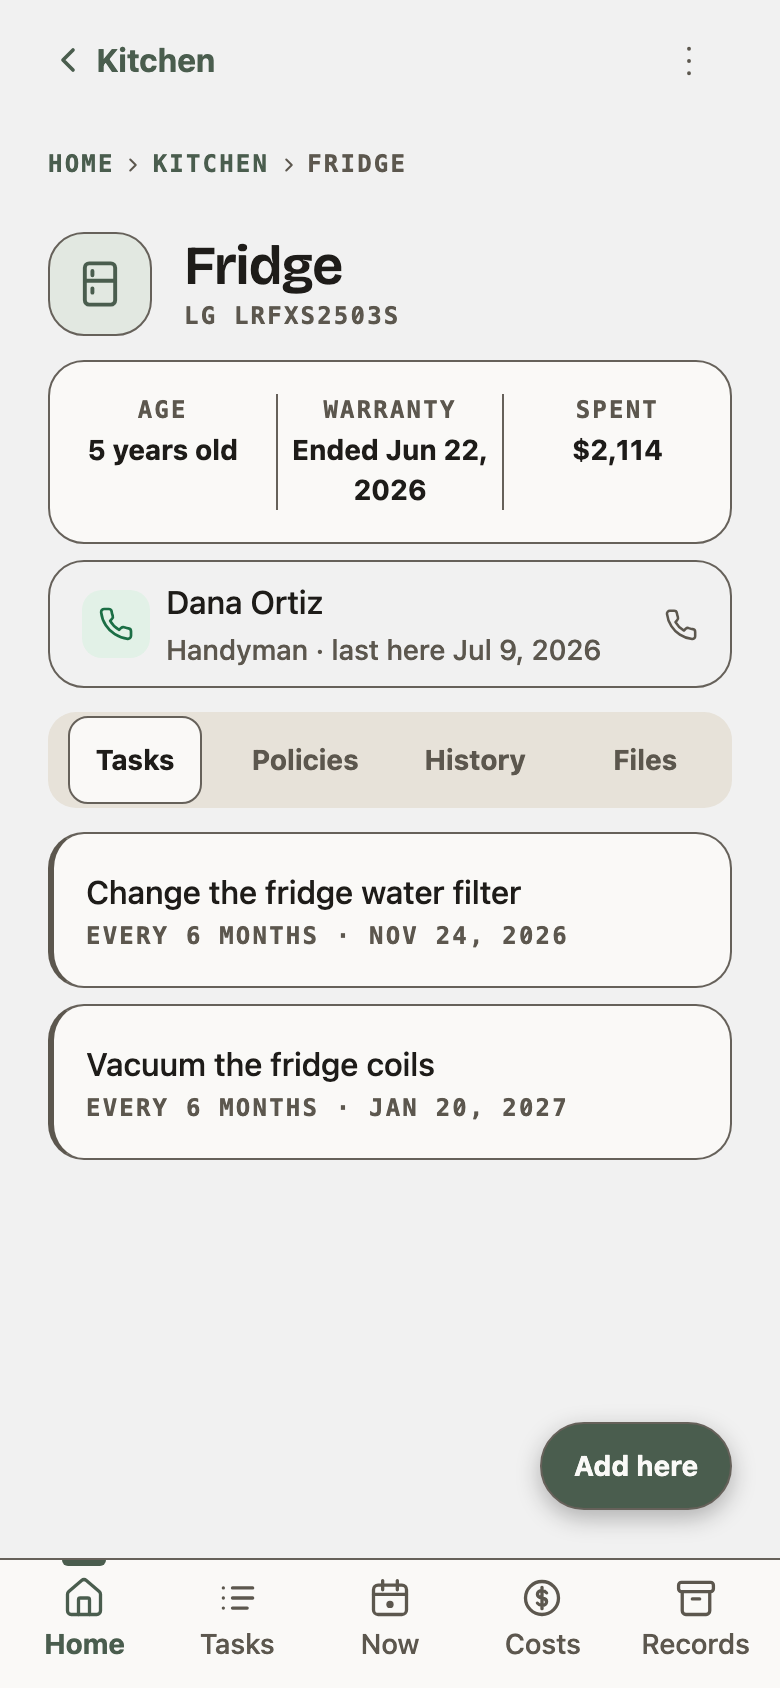 Kitchen
HOME > KITCHEN > FRIDGE
Fridge
LG LRFXS2503S
AGE
5 years old
WARRANTY
Ended Jun 22,
2026
SPENT
$2,114
Dana Ortiz
Handyman · last here Jul 9, 2026
Tasks Policies History Files
Change the fridge water filter
EVERY 6 MONTHS · NOV 24, 2026
Vacuum the fridge coils
EVERY 6 MONTHS · JAN 20, 2027
Add here
Home Tasks Now Costs Records